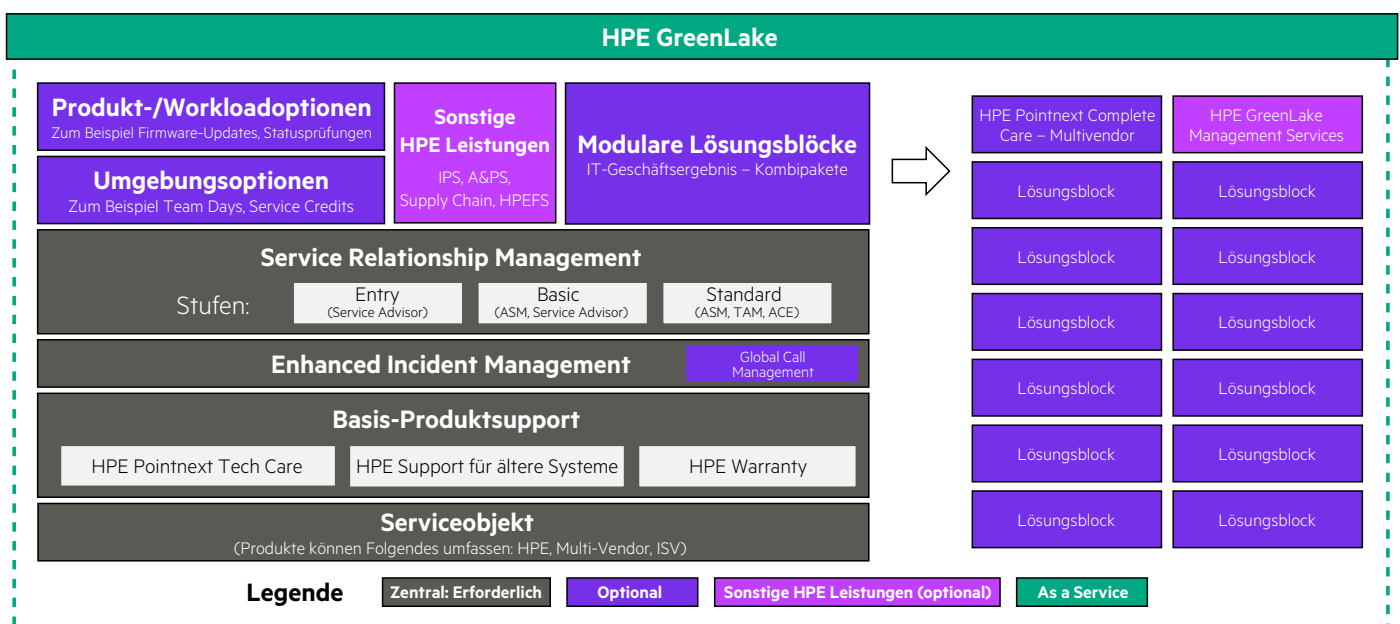 HPE GreenLake
Produkt-/Workloadoptionen
Zum Beispiel Firmware-Updates, Statusprüfungen
Umgebungsoptionen
Zum Beispiel Team Days, Service Credits
Sonstige
HPE Leistungen
IPS, A&PS,
Supply Chain, HPEFS
Modulare Lösungsblöcke
IT-Geschäftsergebnis – Kombipakete
Service Relationship Management
Stufen:
Entry
(Service Advisor)
Basic
(ASM, Service Advisor)
Standard
(ASM, TAM, ACE)
Enhanced Incident Management
Global Call
Management
Basis-Produktsupport
HPE Pointnext Tech Care
HPE Support für ältere Systeme
HPE Warranty
Serviceobjekt
(Produkte können Folgendes umfassen: HPE, Multi-Vendor, ISV)
HPE Pointnext Complete
Care – Multivendor
HPE GreenLake
Management Services
Lösungsblock
Lösungsblock
Lösungsblock
Lösungsblock
Lösungsblock
Lösungsblock
Lösungsblock
Lösungsblock
Lösungsblock
Lösungsblock
Lösungsblock
Lösungsblock
Legende
Zentral: Erforderlich
Optional
Sonstige HPE Leistungen (optional)
As a Service